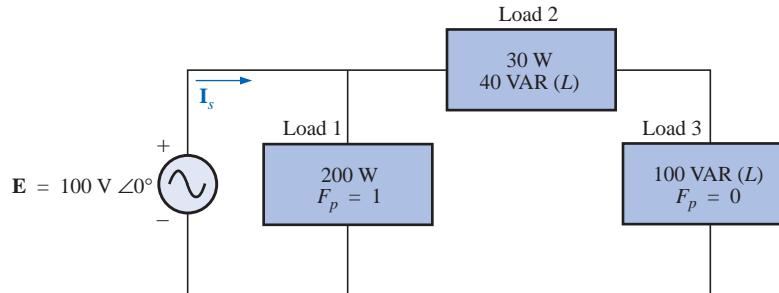 Load 2
30 W
40 VAR (L)
I_s
Load 1
Load 3
+
E = 100 V ∠0°
–
200 W
F_p = 1
100 VAR (L)
F_p = 0